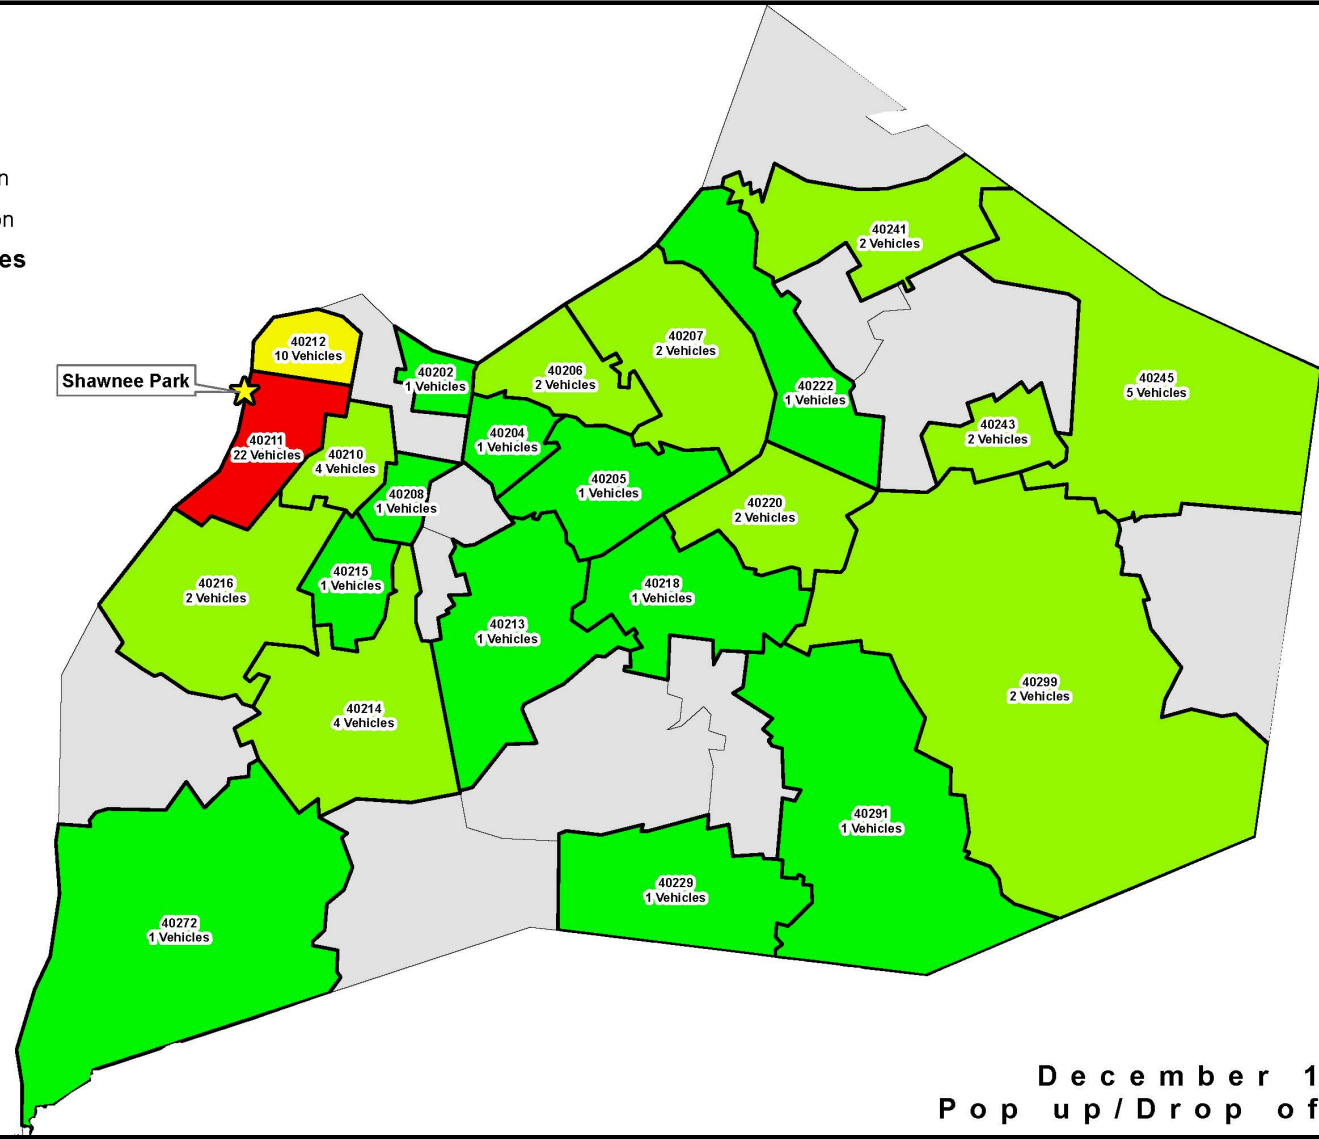 n
on
es
40241
2 Vehicles
40212
10 Vehicles
40207
2 Vehicles
Shawnee Park
40202
1 Vehicles
40206
2 Vehicles
40222
1 Vehicles
40245
5 Vehicles
40211
22 Vehicles
40210
4 Vehicles
40204
1 Vehicles
40243
2 Vehicles
40208
1 Vehicles
40205
1 Vehicles
40220
2 Vehicles
40216
2 Vehicles
40215
1 Vehicles
40218
1 Vehicles
40213
1 Vehicles
40299
2 Vehicles
40214
4 Vehicles
40291
1 Vehicles
40229
1 Vehicles
40272
1 Vehicles
December 1
Pop up/Drop of